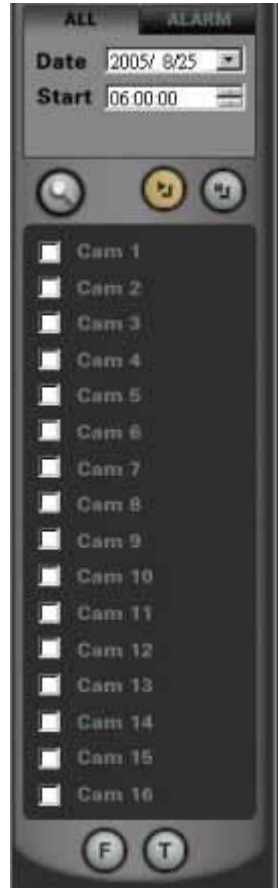 ALL ALARM
Date 2005/ 8/25
Start 06:00:00
Cam 1
Cam 2
Cam 3
Cam 4
Cam 5
Cam 6
Cam 7
Cam 8
Cam 9
Cam 10
Cam 11
Cam 12
Cam 13
Cam 14
Cam 15
Cam 16
F T